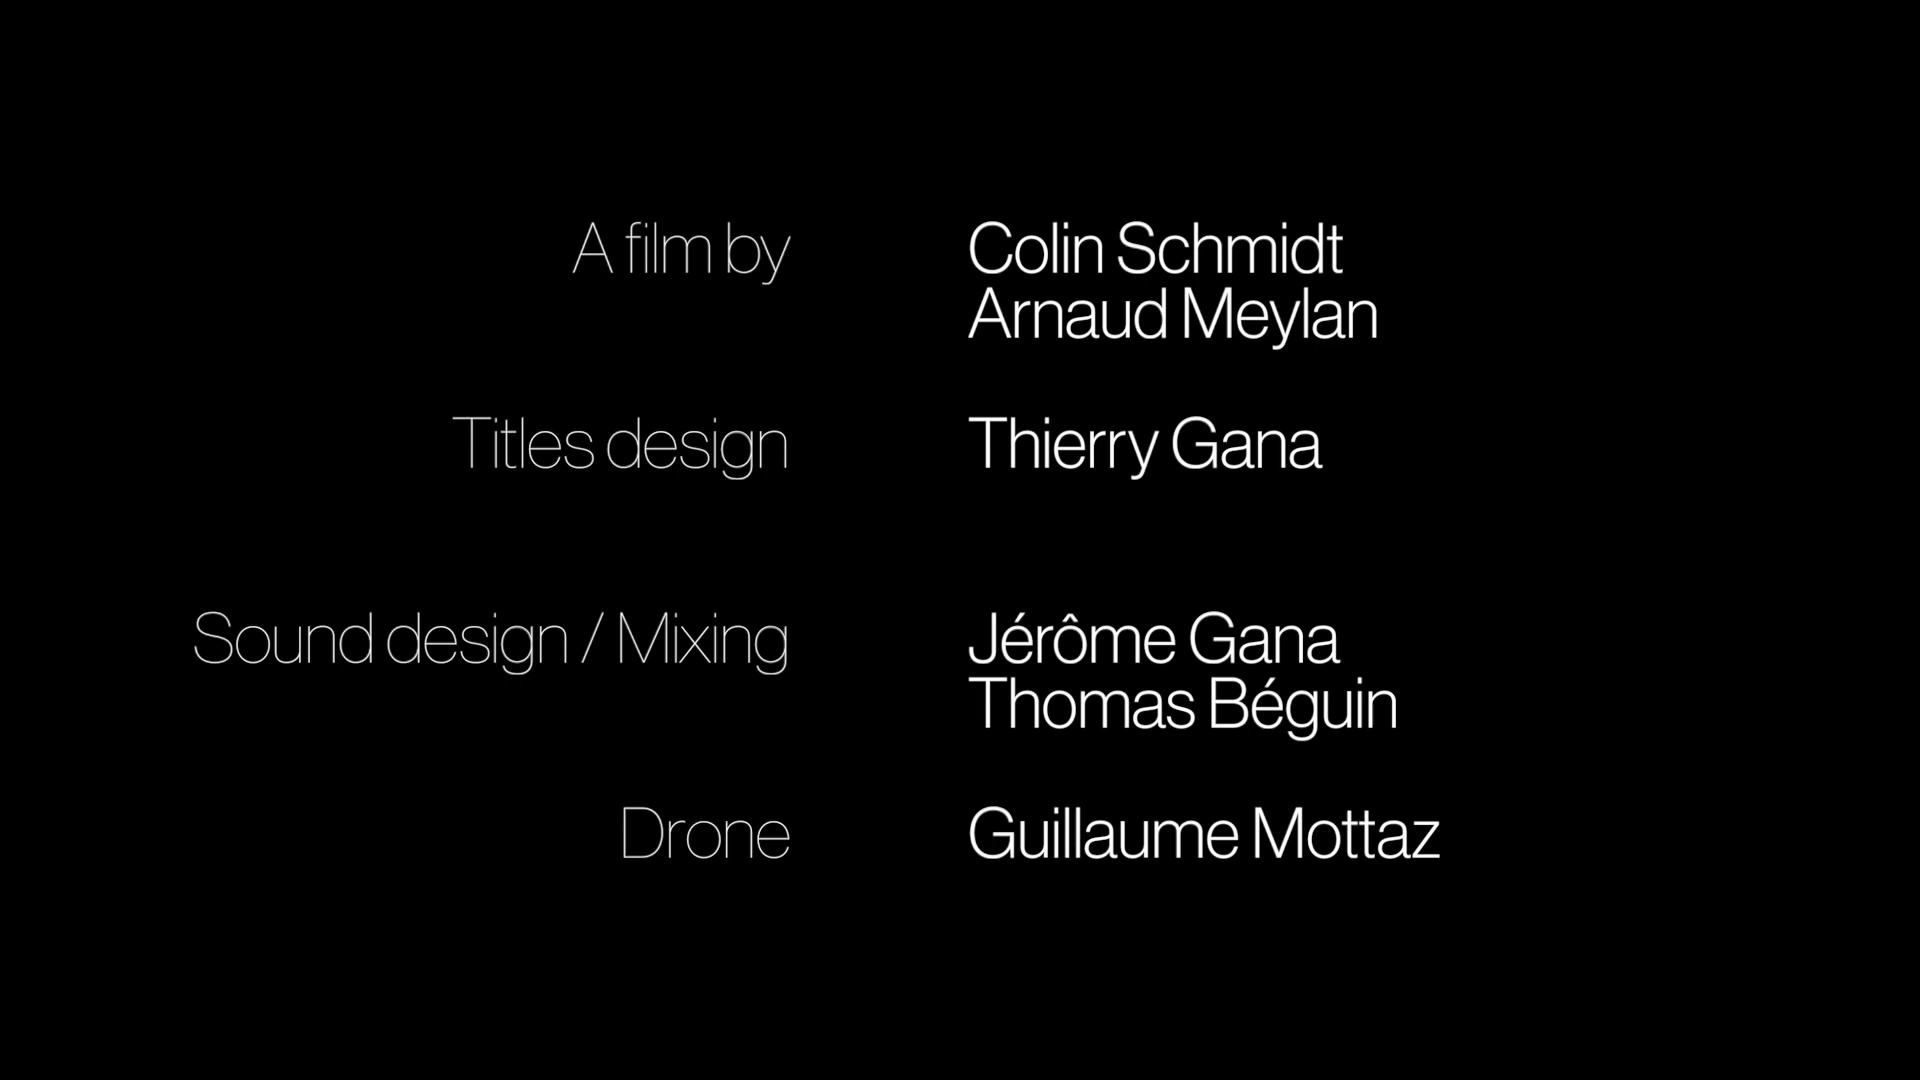 A film by Colin Schmidt
Arnaud Meylan
Titles design Thierry Gana
Sound design / Mixing Jérôme Gana
Thomas Béguin
Drone Guillaume Mottaz